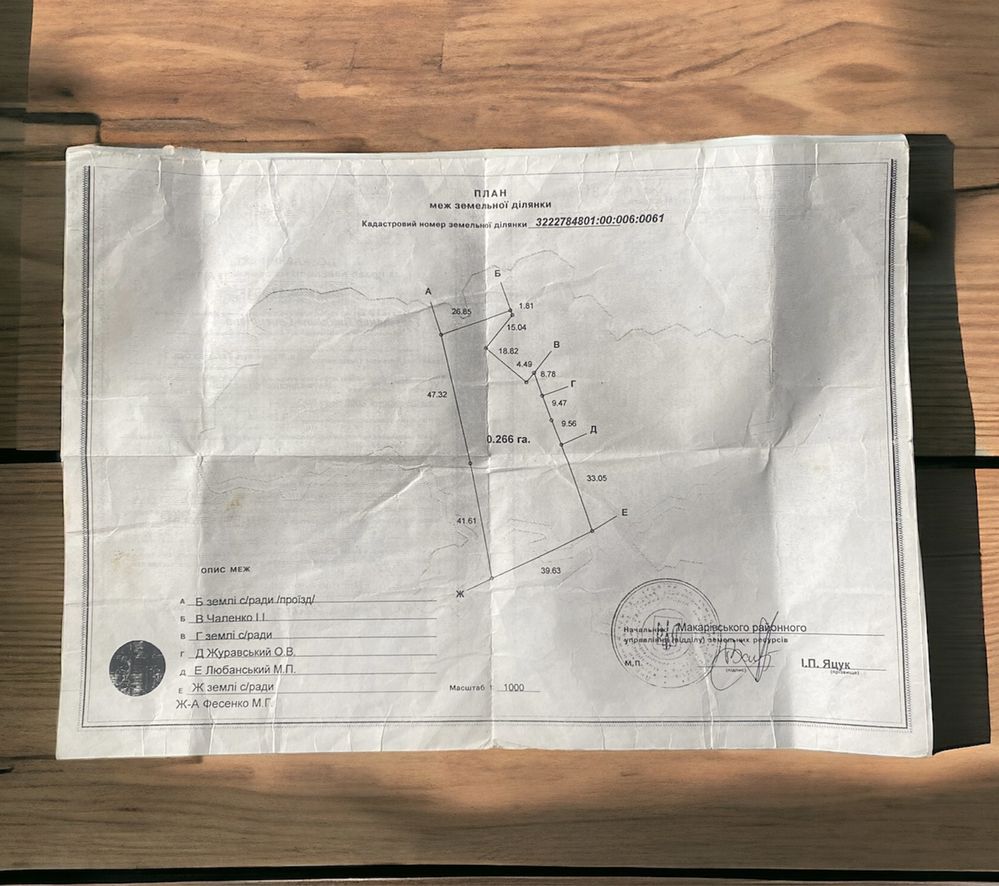 ПЛАН
меж земельної ділянки
Кадастровий номер земельної ділянки 3222784801:00:006:0061
Б
А
1.81
26.85
15.04
В
18.82
4.49
8.78
Г
47.32
9.47
9.56
Д
0.266 га.
33.05
Е
41.61
39.63
Ж
ОПИС МЕЖ
А Б землі с/ради /проїзд/
Б В Чаленко І.І.
В Г землі с/ради
Г Д Журавський О.В.
Д Е Любанський М.П.
Е Ж землі с/ради
Ж-А Фесенко М.Г.
Масштаб 1: 1000
Начальник Макарівського районного
управління (відділу) земельних ресурсів
М.П.
(підпис)
І.П. Яцук
(прізвище)